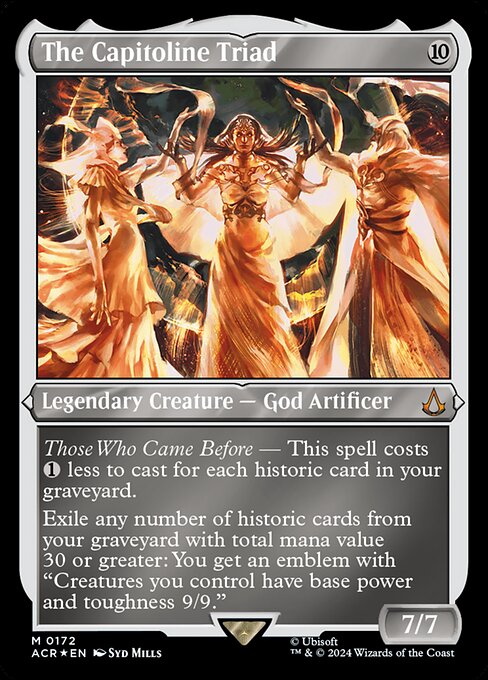 The Capitoline Triad 10
Legendary Creature — God Artificer
Those Who Came Before — This spell costs
1 less to cast for each historic card in your
graveyard.
Exile any number of historic cards from
your graveyard with total mana value
30 or greater: You get an emblem with
“Creatures you control have base power
and toughness 9/9.”
7/7
M 0172
ACR★EN Syd Mills
© Ubisoft
™ & © 2024 Wizards of the Coast